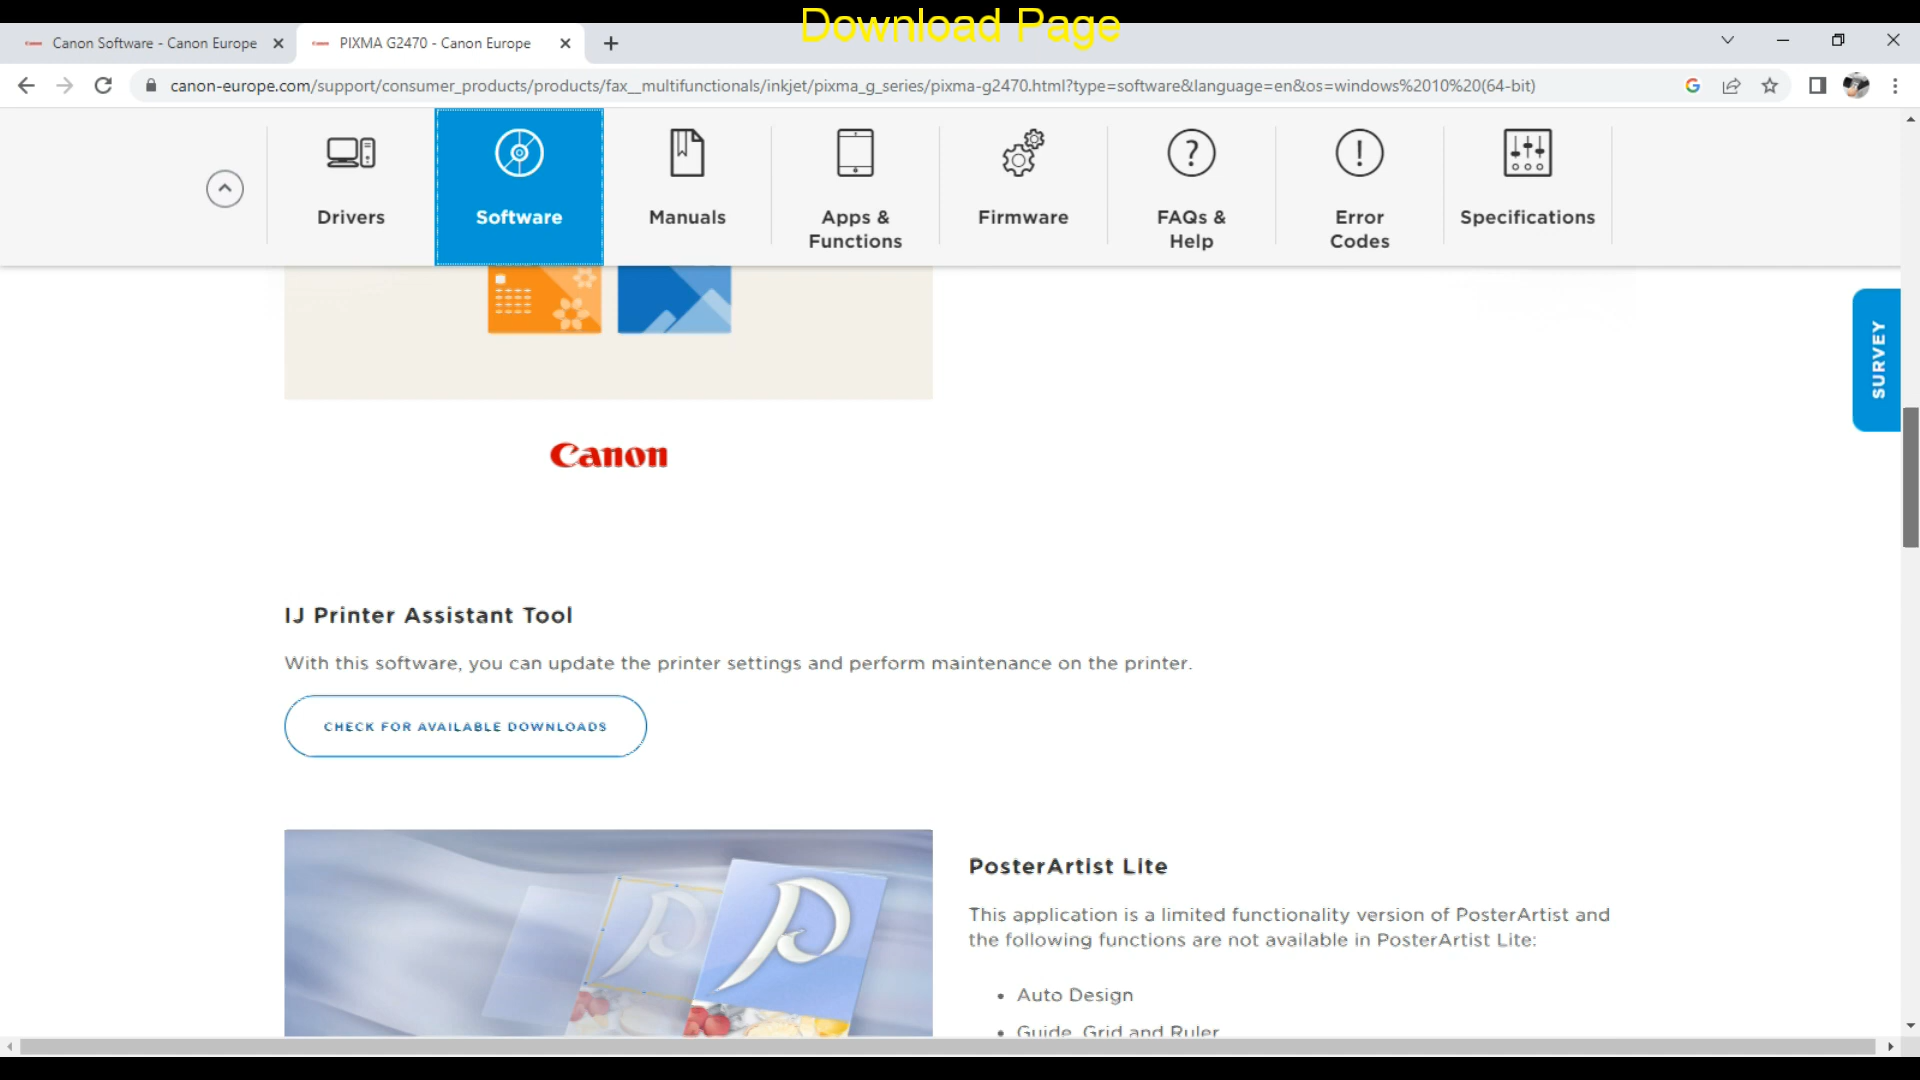 Download Page
Canon Software - Canon Europe
PIXMA G2470 - Canon Europe
canon-europe.com/support/consumer_products/products/fax__multifunctionals/inkjet/pixma_g_series/pixma-g2470.html?type=software&language=en&os=windows%2010%20(64-bit)
Drivers
Software
Manuals
Apps &
Functions
Firmware
FAQs &
Help
Error
Codes
Specifications
SURVEY
Canon
IJ Printer Assistant Tool
With this software, you can update the printer settings and perform maintenance on the printer.
CHECK FOR AVAILABLE DOWNLOADS
PosterArtist Lite
This application is a limited functionality version of PosterArtist and
the following functions are not available in PosterArtist Lite:
• Auto Design
• Guide, Grid and Ruler